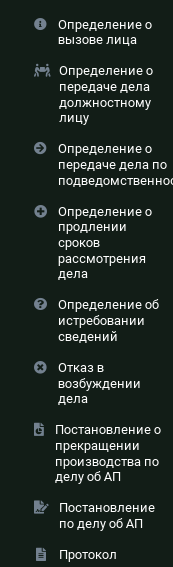 Определение о
вызове лица
Определение о
передаче дела
должностному
лицу
Определение о
передаче дела по
подведомственнос
Определение о
продлении
сроков
рассмотрения
дела
Определение об
истребовании
сведений
Отказ в
возбуждении
дела
Постановление о
прекращении
производства по
делу об АП
Постановление
по делу об АП
Протокол